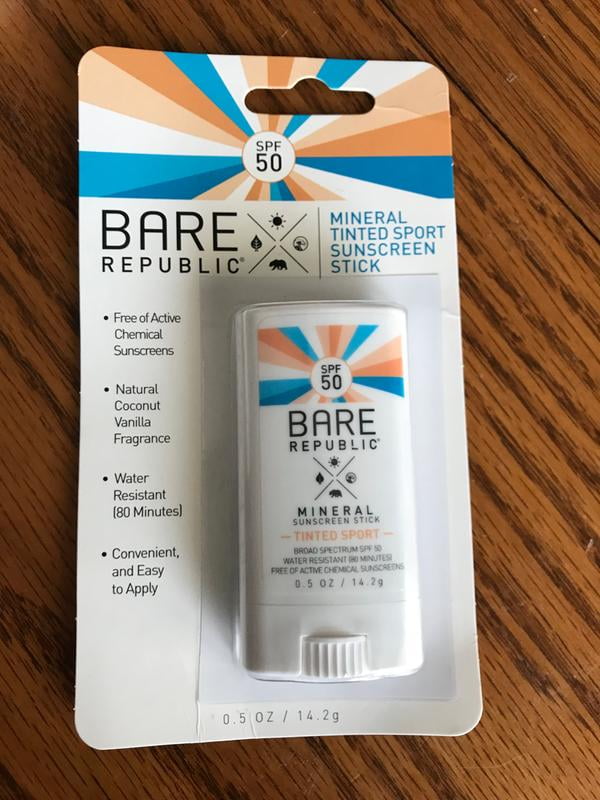 SPF
50
BARE
REPUBLIC®
MINERAL
TINTED SPORT
SUNSCREEN
STICK
• Free of Active
Chemical
Sunscreens
• Natural
Coconut
Vanilla
Fragrance
• Water
Resistant
(80 Minutes)
• Convenient,
and Easy
to Apply
SPF
50
BARE
REPUBLIC®
MINERAL
SUNSCREEN STICK
— TINTED SPORT —
BROAD SPECTRUM SPF 50
WATER RESISTANT (80 MINUTES)
FREE OF ACTIVE CHEMICAL SUNSCREENS
0.5 OZ / 14.2g
0.5 OZ / 14.2g